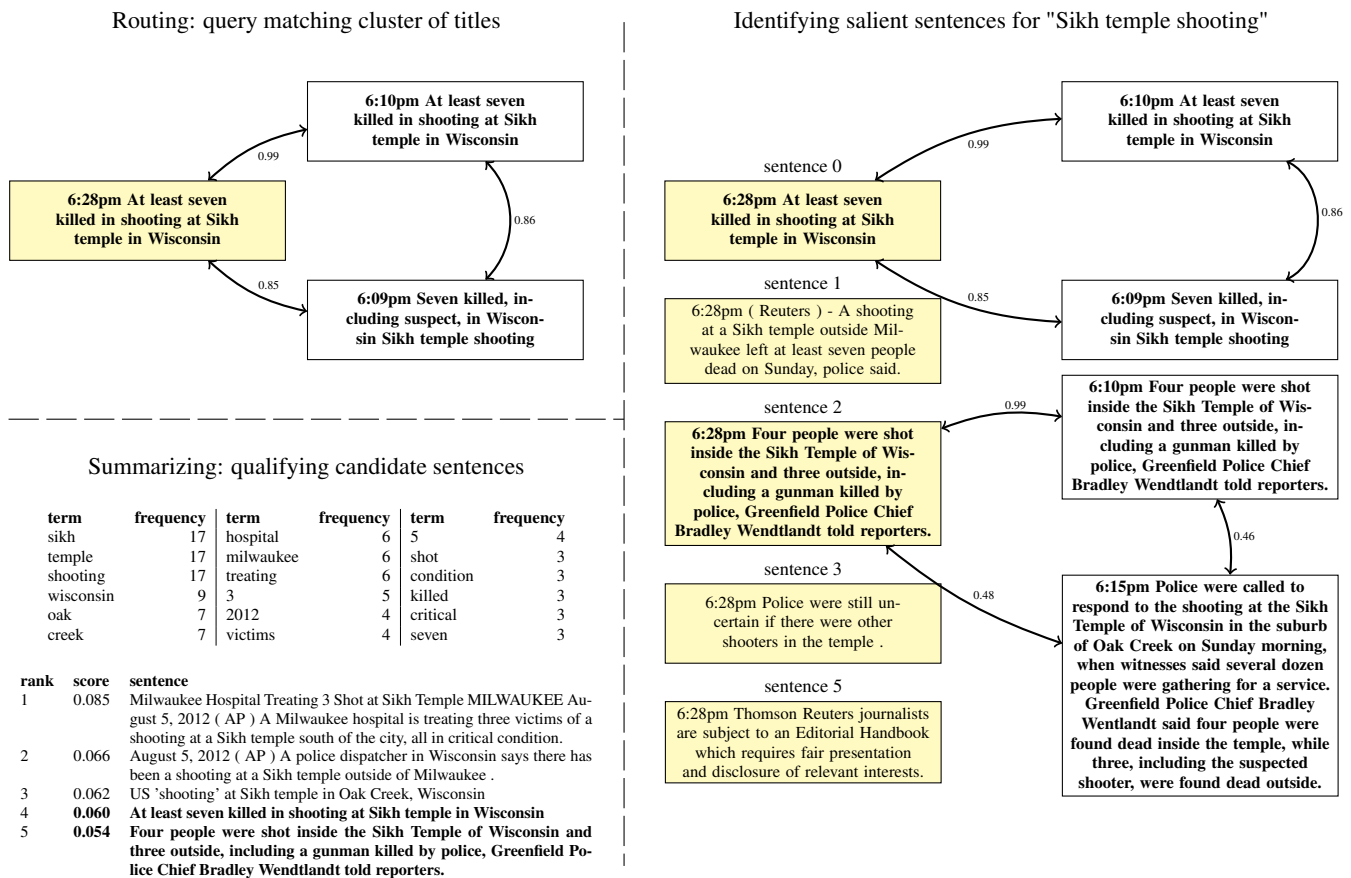 Routing: query matching cluster of titles
6:10pm At least seven
killed in shooting at Sikh
temple in Wisconsin
0.99
6:28pm At least seven
killed in shooting at Sikh
temple in Wisconsin
0.86
0.85
6:09pm Seven killed, in-
cluding suspect, in Wiscon-
sin Sikh temple shooting
Summarizing: qualifying candidate sentences
term frequency term frequency term frequency
sikh 17 hospital 6 5 4
temple 17 milwaukee 6 shot 3
shooting 17 treating 6 condition 3
wisconsin 9 3 5 killed 3
oak 7 2012 4 critical 3
creek 7 victims 4 seven 3
rank score sentence
1 0.085 Milwaukee Hospital Treating 3 Shot at Sikh Temple MILWAUKEE Au-
gust 5, 2012 ( AP ) A Milwaukee hospital is treating three victims of a
shooting at a Sikh temple south of the city, all in critical condition.
2 0.066 August 5, 2012 ( AP ) A police dispatcher in Wisconsin says there has
been a shooting at a Sikh temple outside of Milwaukee .
3 0.062 US 'shooting' at Sikh temple in Oak Creek, Wisconsin
4 0.060 At least seven killed in shooting at Sikh temple in Wisconsin
5 0.054 Four people were shot inside the Sikh Temple of Wisconsin and
three outside, including a gunman killed by police, Greenfield Po-
lice Chief Bradley Wendtlandt told reporters.
Identifying salient sentences for "Sikh temple shooting"
6:10pm At least seven
killed in shooting at Sikh
temple in Wisconsin
0.99
sentence 0
6:28pm At least seven
killed in shooting at Sikh
temple in Wisconsin
0.86
sentence 1
0.85
6:28pm ( Reuters ) - A shooting
at a Sikh temple outside Mil-
waukee left at least seven people
dead on Sunday, police said.
6:09pm Seven killed, in-
cluding suspect, in Wiscon-
sin Sikh temple shooting
sentence 2
0.99
6:28pm Four people were shot
inside the Sikh Temple of Wis-
consin and three outside, in-
cluding a gunman killed by
police, Greenfield Police Chief
Bradley Wendtlandt told reporters.
6:10pm Four people were shot
inside the Sikh Temple of Wis-
consin and three outside, in-
cluding a gunman killed by
police, Greenfield Police Chief
Bradley Wendtlandt told reporters.
0.46
sentence 3
0.48
6:28pm Police were still un-
certain if there were other
shooters in the temple .
6:15pm Police were called to
respond to the shooting at the Sikh
Temple of Wisconsin in the suburb
of Oak Creek on Sunday morning,
when witnesses said several dozen
people were gathering for a service.
Greenfield Police Chief Bradley
Wentlandt said four people were
found dead inside the temple, while
three, including the suspected
shooter, were found dead outside.
sentence 5
6:28pm Thomson Reuters journalists
are subject to an Editorial Handbook
which requires fair presentation
and disclosure of relevant interests.